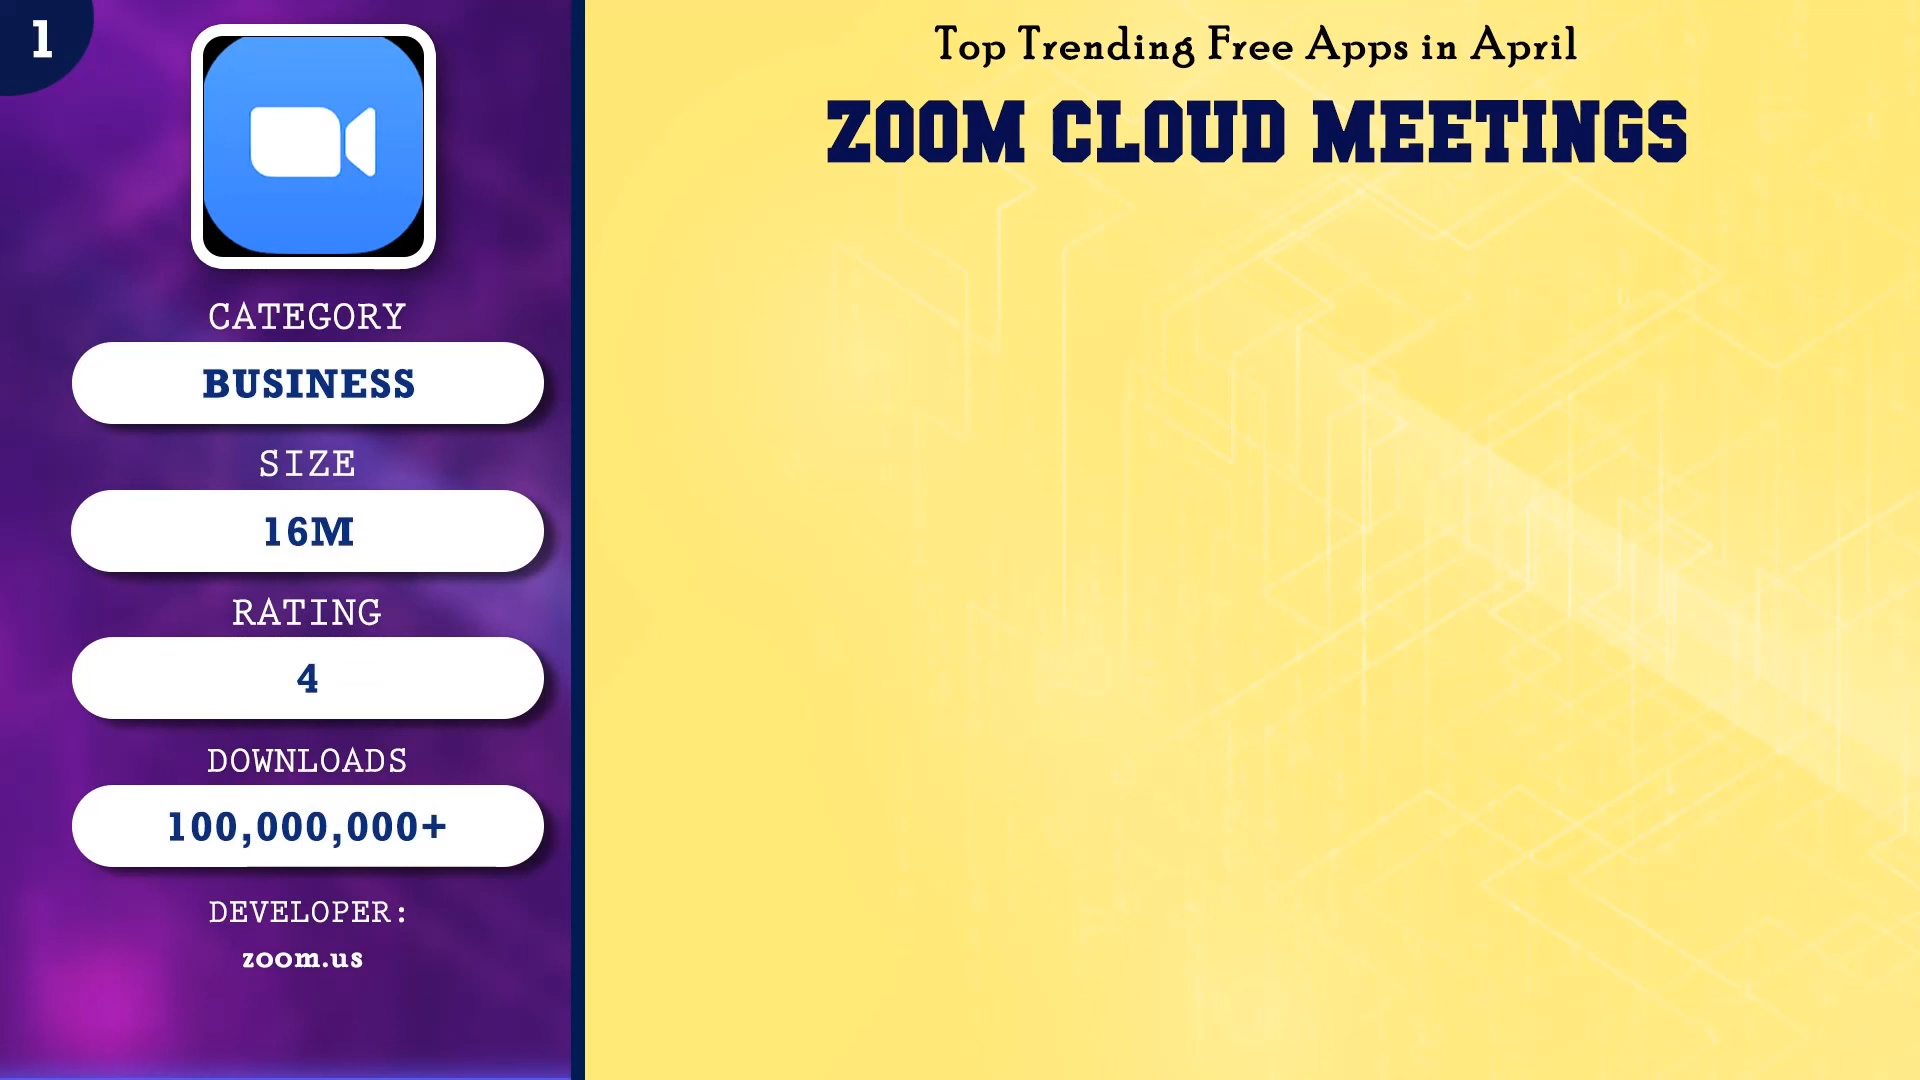 1
CATEGORY
BUSINESS
SIZE
16M
RATING
4
DOWNLOADS
100,000,000+
DEVELOPER:
zoom.us
Top Trending Free Apps in April
ZOOM CLOUD MEETINGS